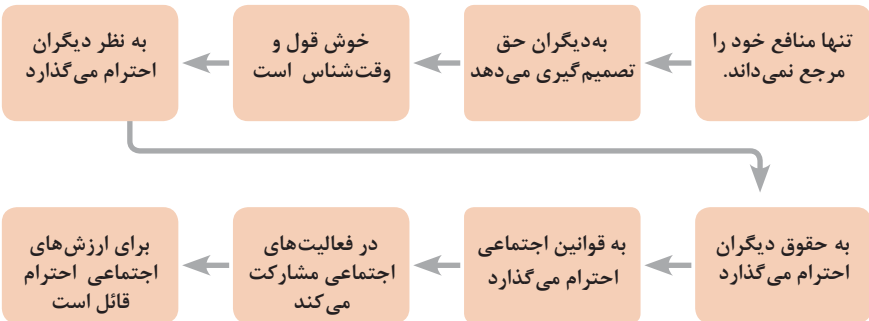 تنها منافع خود را
مرجع نمی‌داند.
به‌دیگران حق
تصمیم‌گیری می‌دهد
خوش قول و
وقت‌شناس است
به نظر دیگران
احترام می‌گذارد
به حقوق دیگران
احترام می‌گذارد
به قوانین اجتماعی
احترام می‌گذارد
در فعالیت‌های
اجتماعی مشارکت
می‌کند
برای ارزش‌های
اجتماعی احترام
قائل است